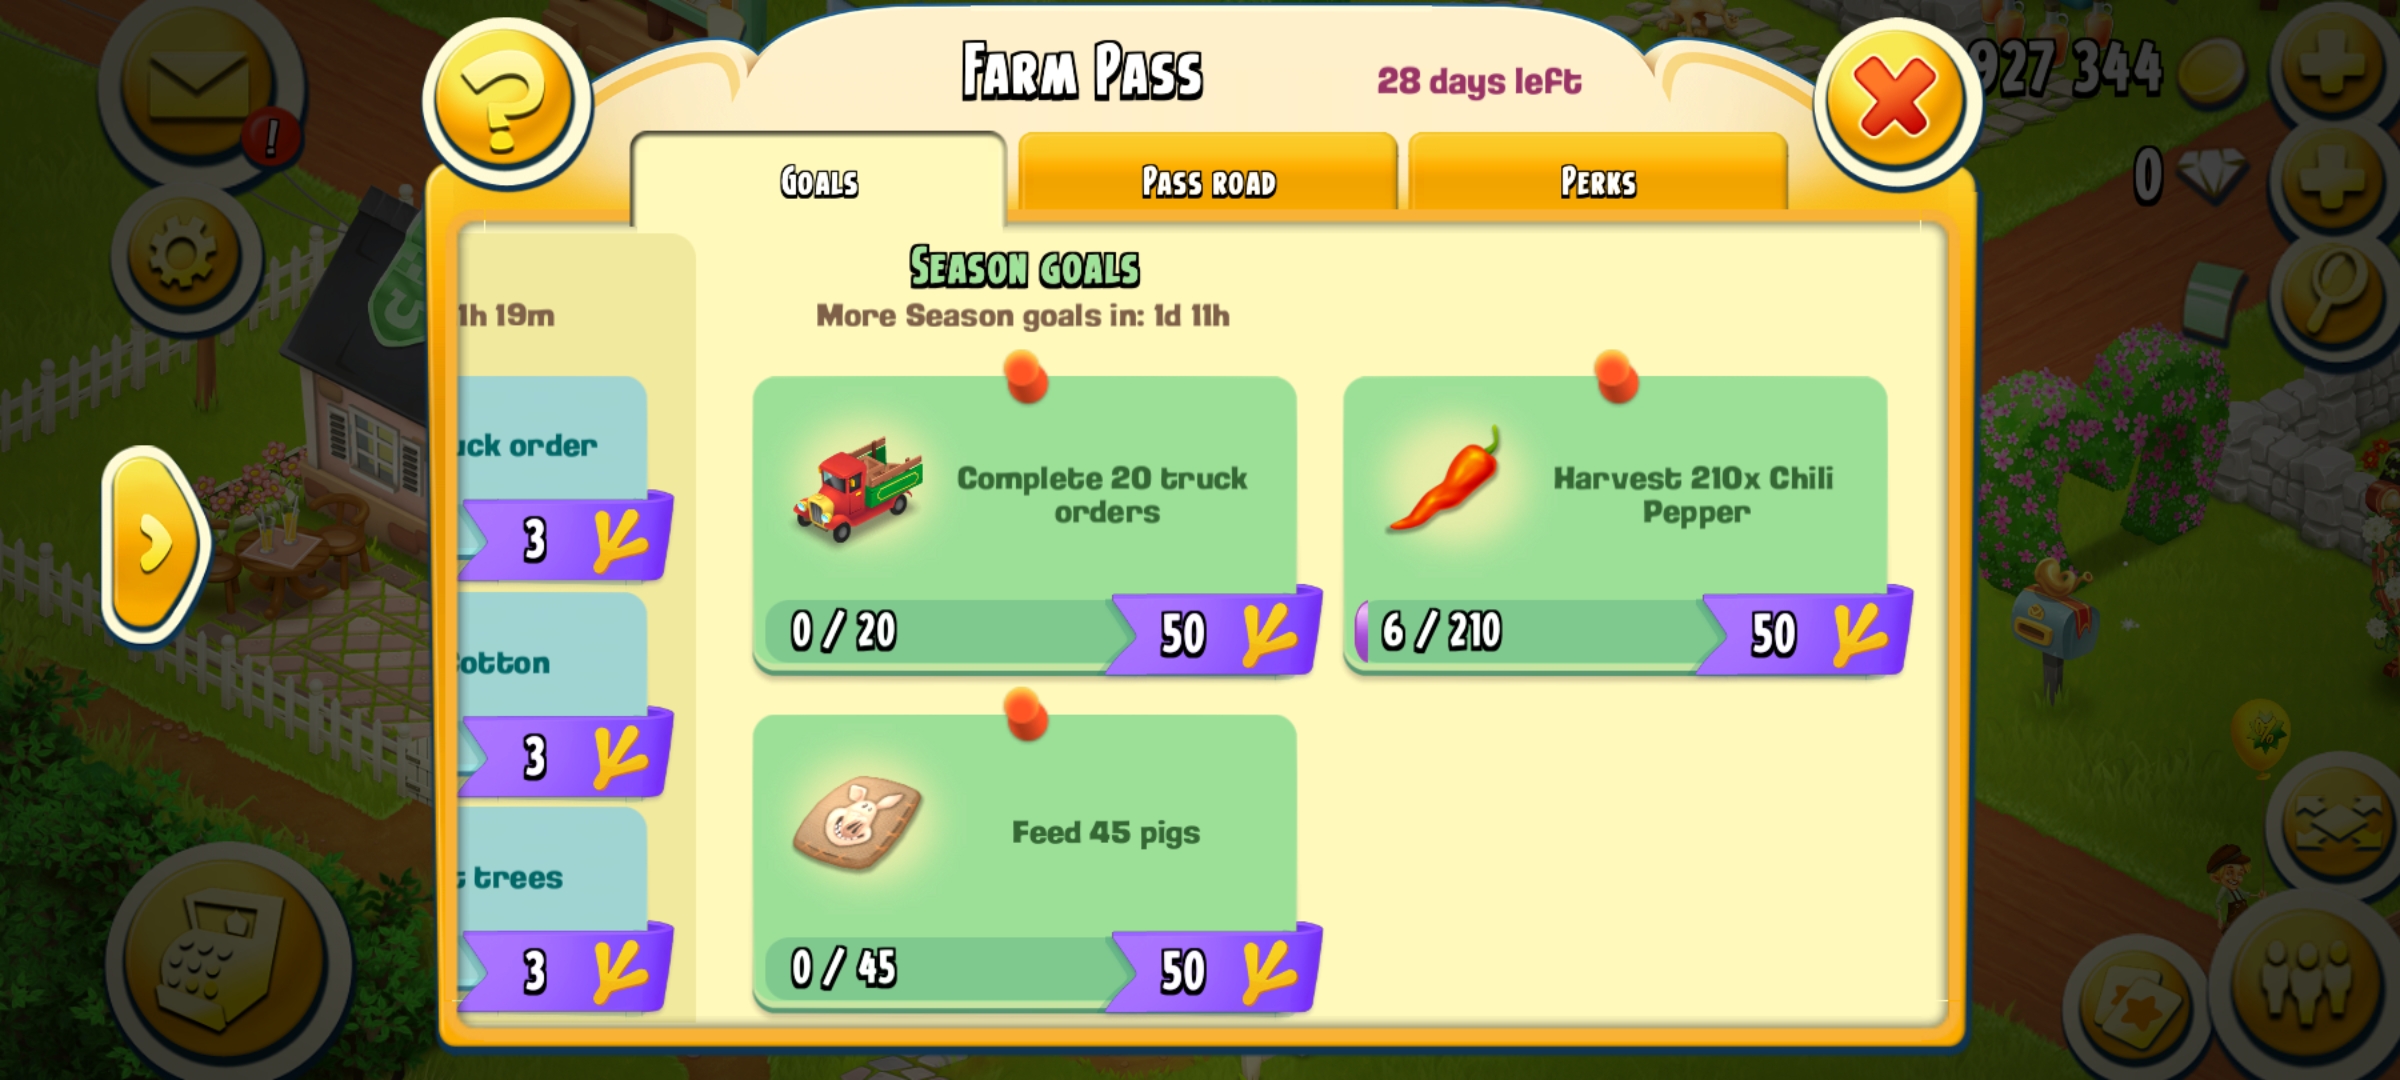 FARM PASS
28 days left
927 344
0
GOALS
PASS ROAD
PERKS
1h 19m
SEASON GOALS
More Season goals in: 1d 11h
order
3
3
trees
3
Complete 20 truck
orders
0 / 20
50
Harvest 210x Chili
Pepper
6 / 210
50
Feed 45 pigs
0 / 45
50